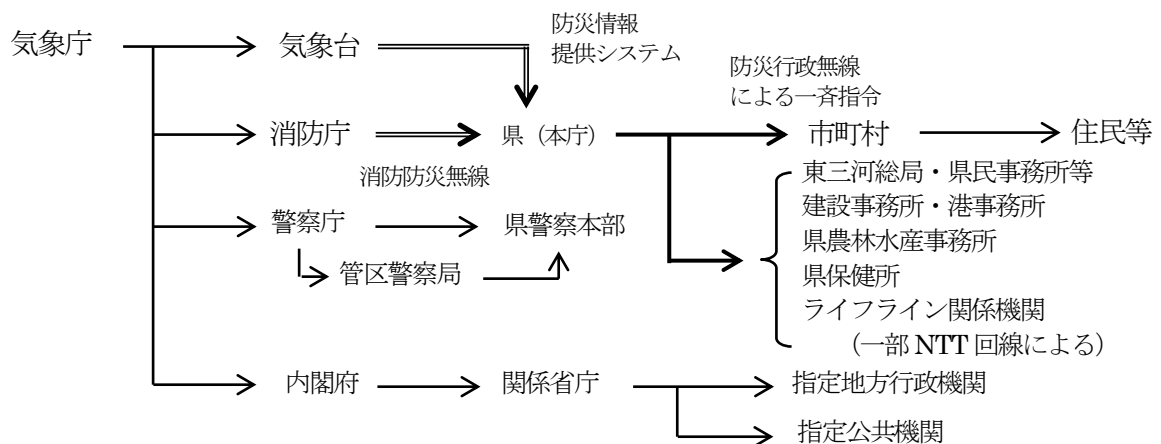 気象庁
気象台
防災情報
提供システム
防災行政無線
による一斉指令
消防庁
県（本庁）
市町村
住民等
消防防災無線
東三河総局・県民事務所等
建設事務所・港事務所
県農林水産事務所
県保健所
ライフライン関係機関
（一部 NTT 回線による）
警察庁
県警察本部
管区警察局
内閣府
関係省庁
指定地方行政機関
指定公共機関